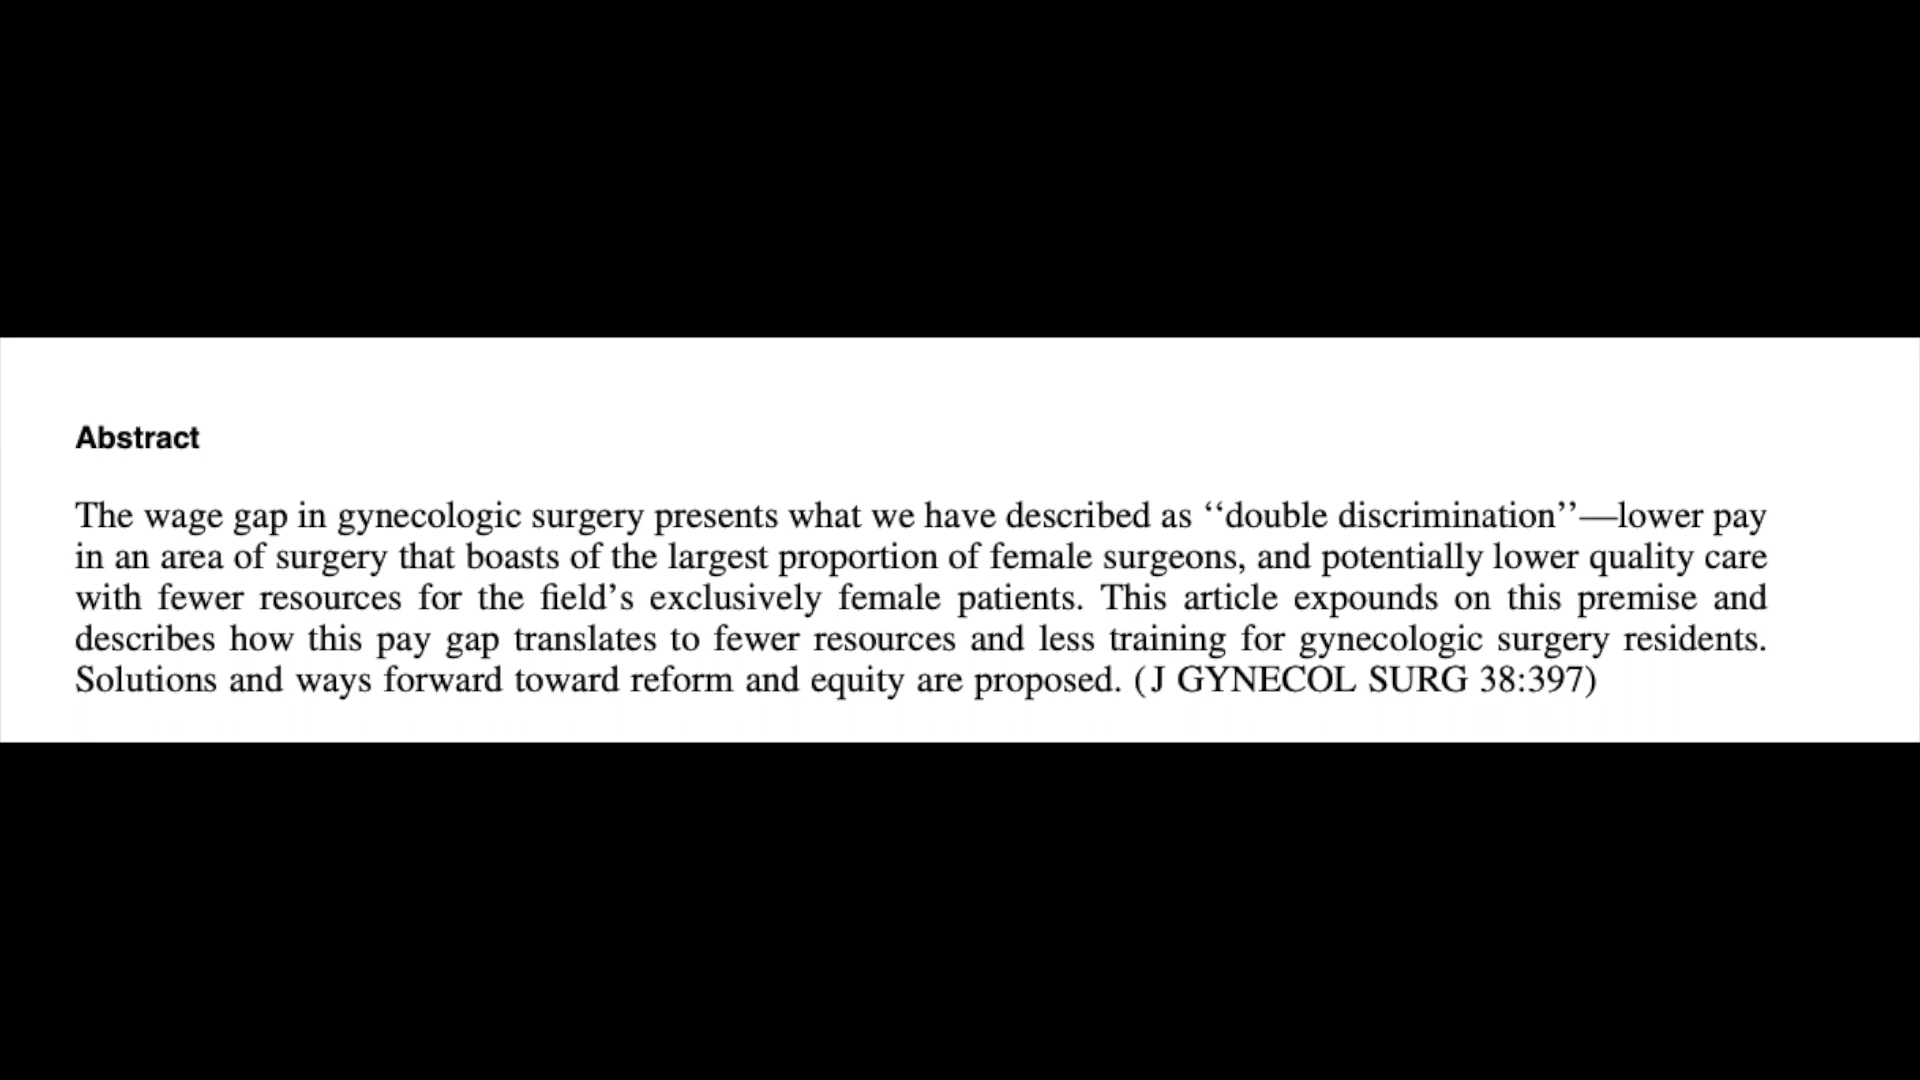 Abstract
The wage gap in gynecologic surgery presents what we have described as ‘‘double discrimination’’—lower pay
in an area of surgery that boasts of the largest proportion of female surgeons, and potentially lower quality care
with fewer resources for the field’s exclusively female patients. This article expounds on this premise and
describes how this pay gap translates to fewer resources and less training for gynecologic surgery residents.
Solutions and ways forward toward reform and equity are proposed. (J GYNECOL SURG 38:397)